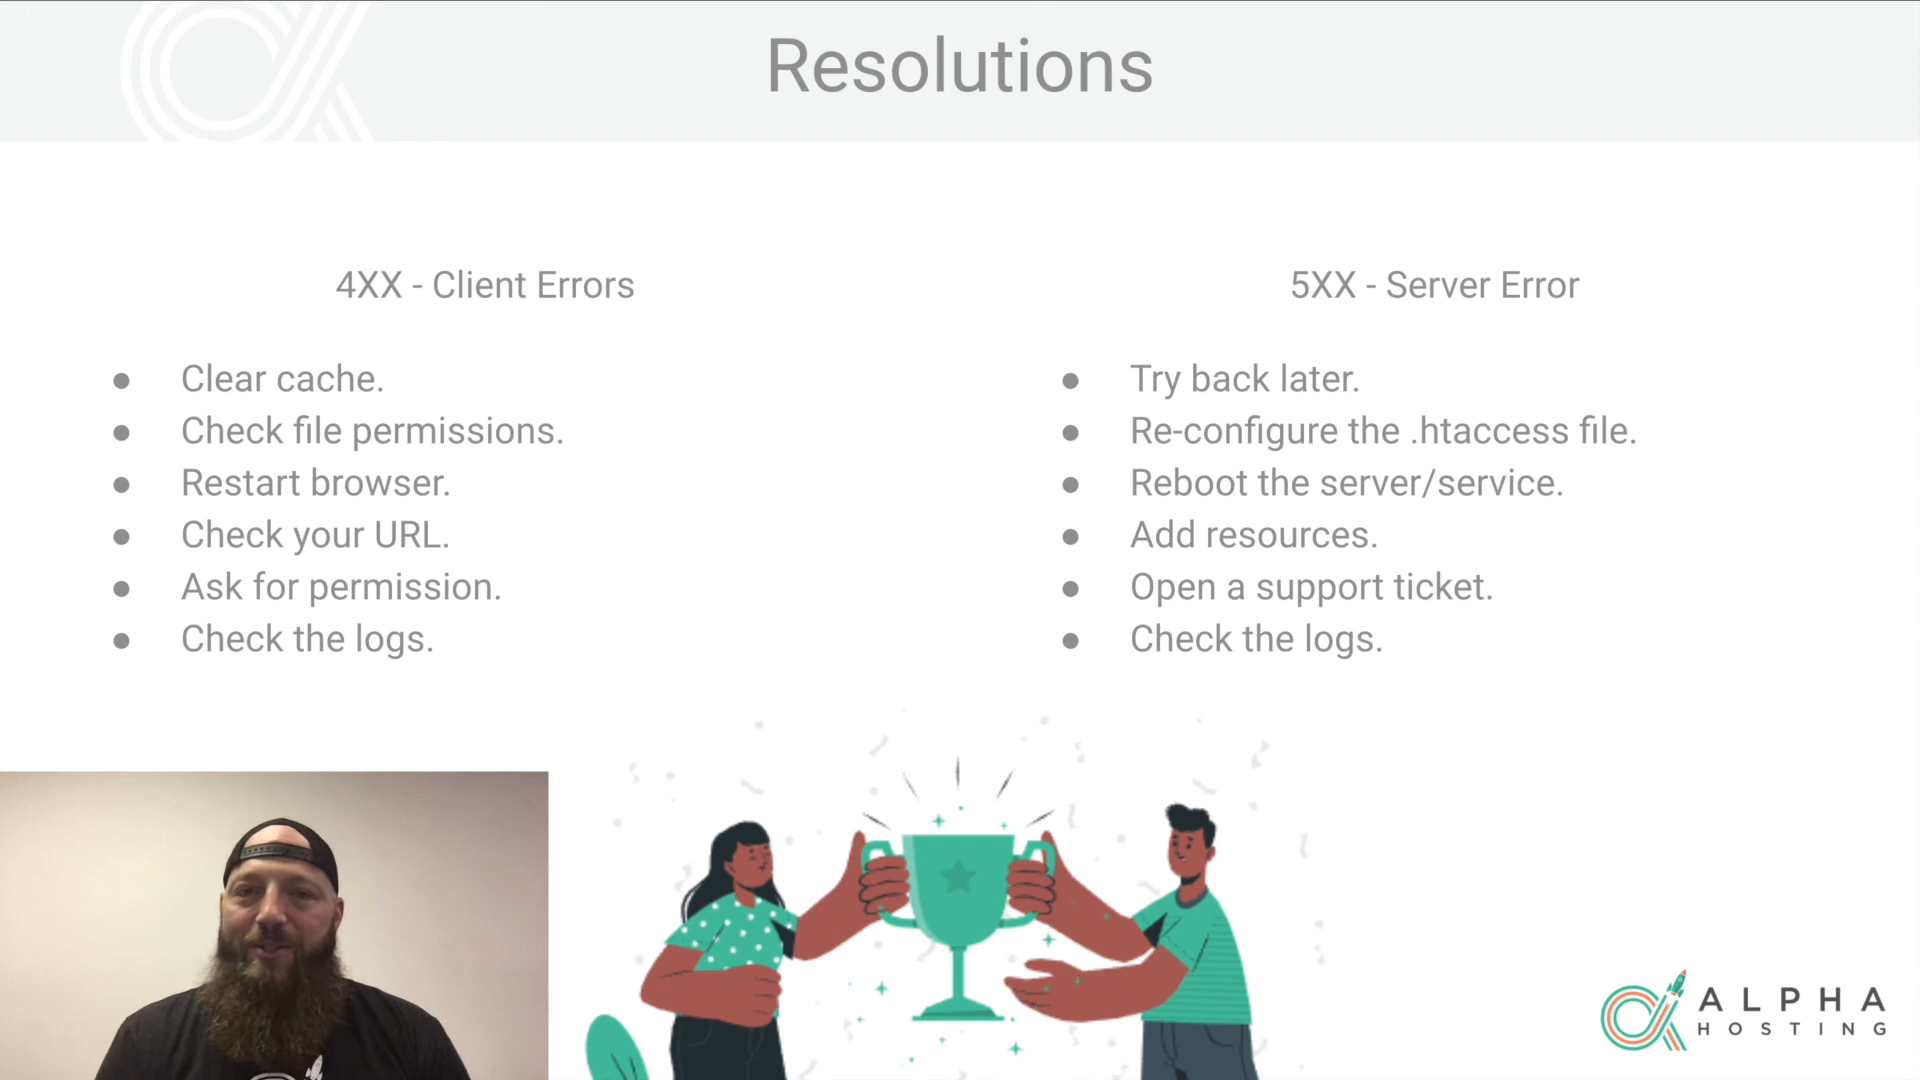 Resolutions
4XX - Client Errors
Clear cache.
Check file permissions.
Restart browser.
Check your URL.
Ask for permission.
Check the logs.
5XX - Server Error
Try back later.
Re-configure the .htaccess file.
Reboot the server/service.
Add resources.
Open a support ticket.
Check the logs.
ALPHA
HOSTING